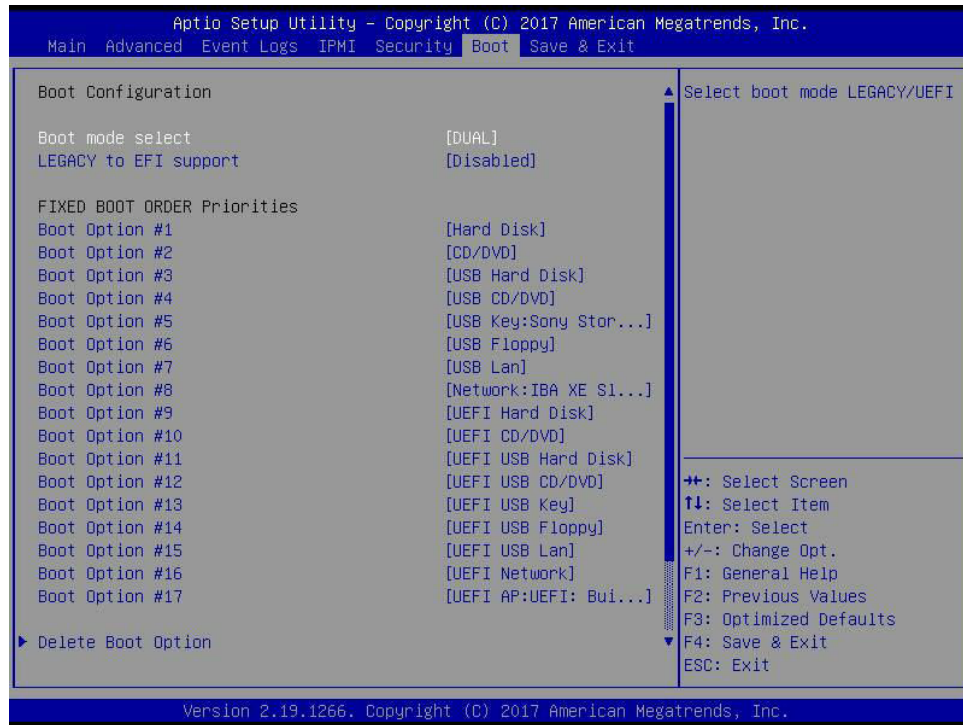 Aptio Setup Utility – Copyright (C) 2017 American Megatrends, Inc.
Main Advanced Event Logs IPMI Security Boot Save & Exit
Boot Configuration
Boot mode select [DUAL]
LEGACY to EFI support [Disabled]
FIXED BOOT ORDER Priorities
Boot Option #1 [Hard Disk]
Boot Option #2 [CD/DVD]
Boot Option #3 [USB Hard Disk]
Boot Option #4 [USB CD/DVD]
Boot Option #5 [USB Key:Sony Stor...]
Boot Option #6 [USB Floppy]
Boot Option #7 [USB Lan]
Boot Option #8 [Network:IBA XE Sl...]
Boot Option #9 [UEFI Hard Disk]
Boot Option #10 [UEFI CD/DVD]
Boot Option #11 [UEFI USB Hard Disk]
Boot Option #12 [UEFI USB CD/DVD]
Boot Option #13 [UEFI USB Key]
Boot Option #14 [UEFI USB Floppy]
Boot Option #15 [UEFI USB Lan]
Boot Option #16 [UEFI Network]
Boot Option #17 [UEFI AP:UEFI: Bui...]
Delete Boot Option
Select boot mode LEGACY/UEFI
→←: Select Screen
↑↓: Select Item
Enter: Select
+/-: Change Opt.
F1: General Help
F2: Previous Values
F3: Optimized Defaults
F4: Save & Exit
ESC: Exit
Version 2.19.1266. Copyright (C) 2017 American Megatrends, Inc.